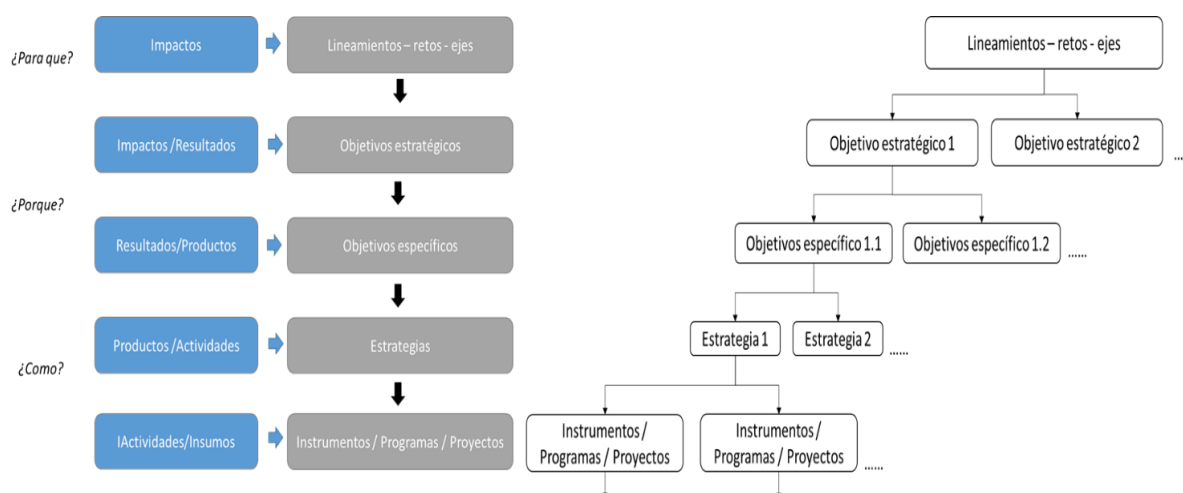 ¿Para que?
Impactos
Lineamientos – retos - ejes
Impactos /Resultados
Objetivos estratégicos
¿Porque?
Resultados/Productos
Objetivos específicos
Productos /Actividades
Estrategias
¿Como?
IActividades/Insumos
Instrumentos / Programas / Proyectos
Lineamientos – retos - ejes
Objetivo estratégico 1
Objetivo estratégico 2
...
Objetivos específico 1.1
Objetivos específico 1.2
......
Estrategia 1
Estrategia 2
......
Instrumentos /
Programas / Proyectos
Instrumentos /
Programas / Proyectos
......